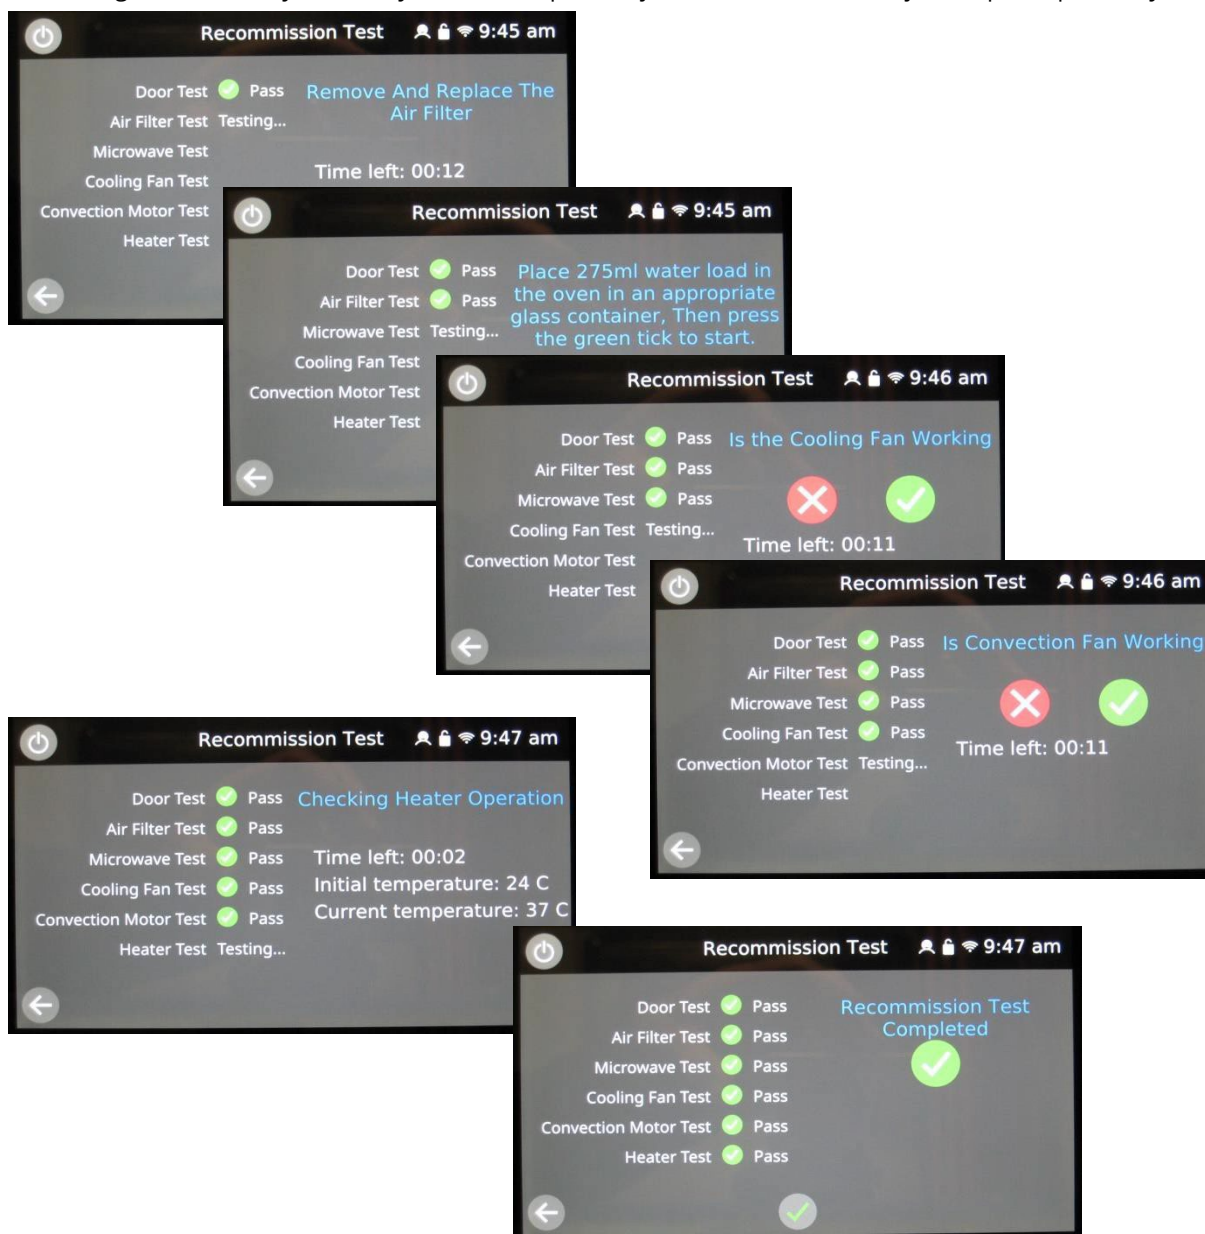 Recommission Test 9:45 am
Door Test Pass Remove And Replace The
Air Filter
Air Filter Test Testing...
Microwave Test
Time left: 00:12
Cooling Fan Test
Convection Motor Test
Heater Test
Recommission Test 9:45 am
Door Test Pass Place 275ml water load in
Air Filter Test Pass the oven in an appropriate
glass container, Then press
Microwave Test Testing... the green tick to start.
Cooling Fan Test
Convection Motor Test
Heater Test
Recommission Test 9:46 am
Door Test Pass Is the Cooling Fan Working
Air Filter Test Pass
Microwave Test Pass
Cooling Fan Test Testing...
Time left: 00:11
Convection Motor Test
Heater Test
Recommission Test 9:46 am
Door Test Pass Is Convection Fan Working
Air Filter Test Pass
Microwave Test Pass
Cooling Fan Test Pass
Time left: 00:11
Convection Motor Test Testing...
Heater Test
Recommission Test 9:47 am
Door Test Pass Checking Heater Operation
Air Filter Test Pass
Microwave Test Pass Time left: 00:02
Cooling Fan Test Pass Initial temperature: 24 C
Convection Motor Test Pass Current temperature: 37 C
Heater Test Testing...
Recommission Test 9:47 am
Door Test Pass Recommission Test
Completed
Air Filter Test Pass
Microwave Test Pass
Cooling Fan Test Pass
Convection Motor Test Pass
Heater Test Pass